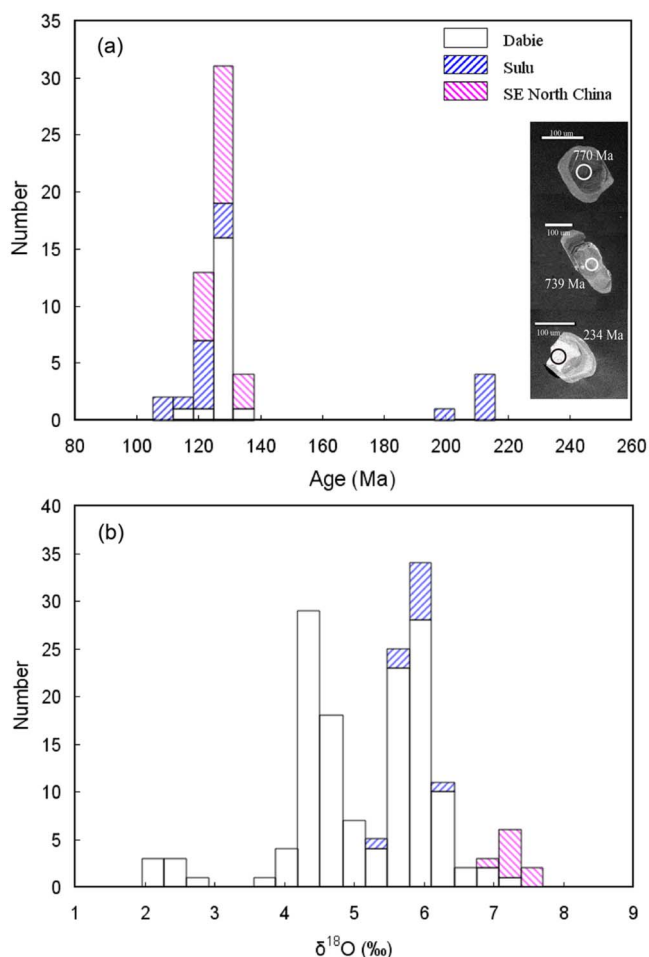 (a)
Dabie
Sulu
SE North China
100 um
770 Ma
100 um
739 Ma
100 um
234 Ma
Number
35
30
25
20
15
10
5
0
80 100 120 140 160 180 200 220 240 260
Age (Ma)
(b)
Number
40
35
30
25
20
15
10
5
0
1 2 3 4 5 6 7 8 9
δ¹⁸O (‰)